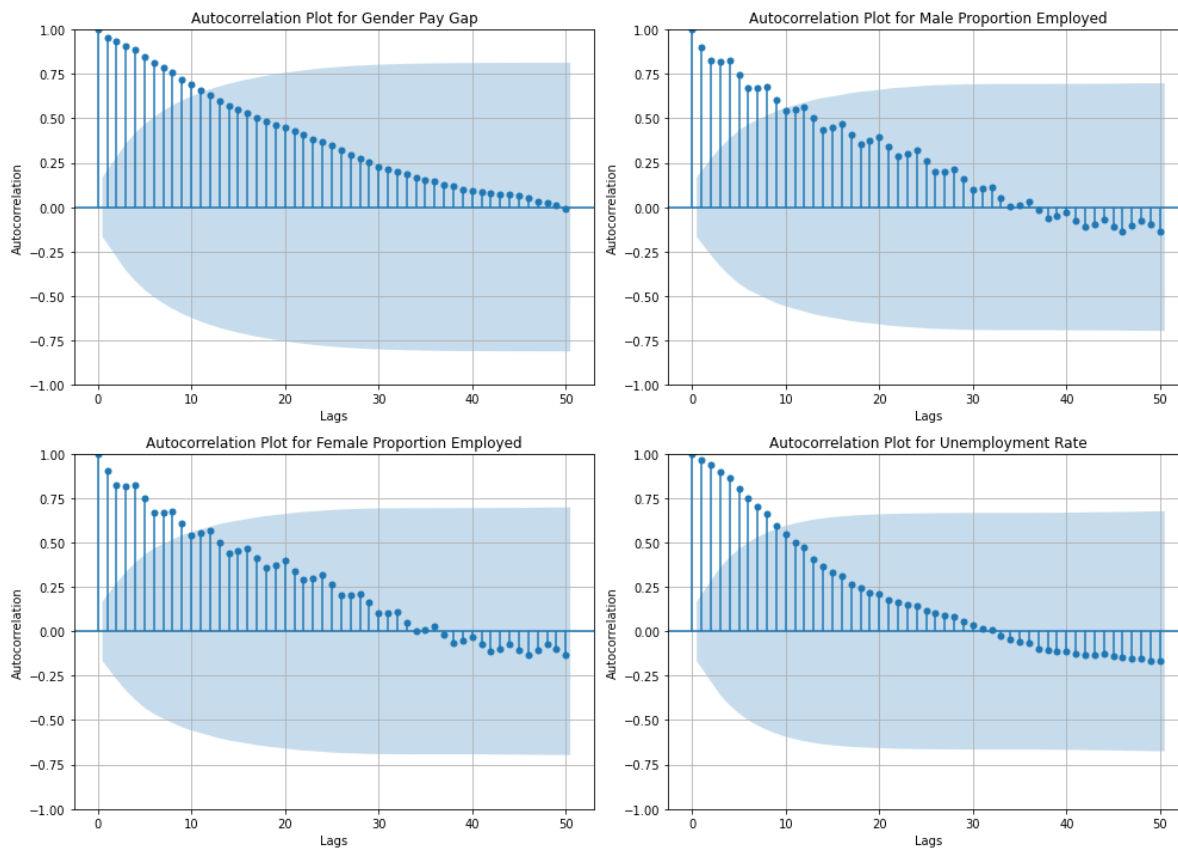 Autocorrelation Plot for Gender Pay Gap
1.00
0.75
0.50
0.25
0.00
−0.25
−0.50
−0.75
−1.00
Autocorrelation
0 10 20 30 40 50
Lags
Autocorrelation Plot for Male Proportion Employed
1.00
0.75
0.50
0.25
0.00
−0.25
−0.50
−0.75
−1.00
Autocorrelation
0 10 20 30 40 50
Lags
Autocorrelation Plot for Female Proportion Employed
1.00
0.75
0.50
0.25
0.00
−0.25
−0.50
−0.75
−1.00
Autocorrelation
0 10 20 30 40 50
Lags
Autocorrelation Plot for Unemployment Rate
1.00
0.75
0.50
0.25
0.00
−0.25
−0.50
−0.75
−1.00
Autocorrelation
0 10 20 30 40 50
Lags